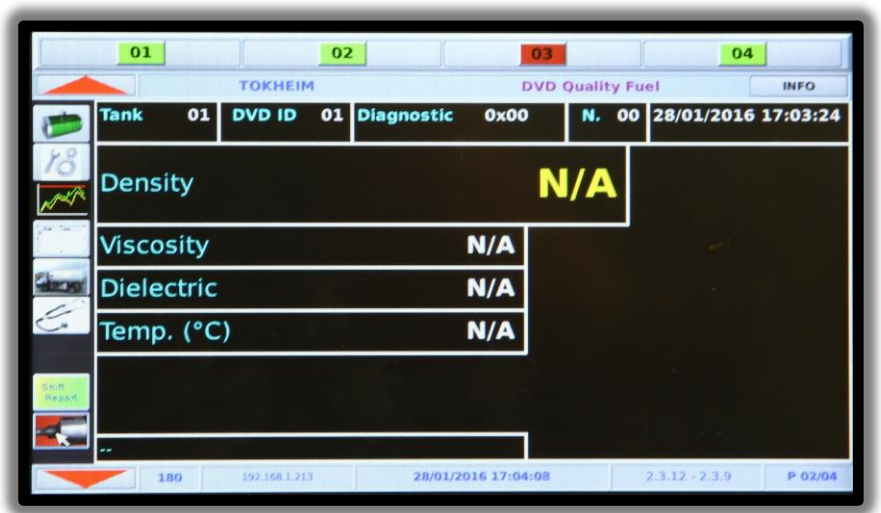 01 02 03 04
TOKHEIM DVD Quality Fuel INFO
Tank 01 DVD ID 01 Diagnostic 0x00 N. 00 28/01/2016 17:03:24
Density N/A
Viscosity N/A
Dielectric N/A
Temp. (°C) N/A
Shift
Report
--
180 192.168.1.213 28/01/2016 17:04:08 2.3.12 - 2.3.9 P 02/04